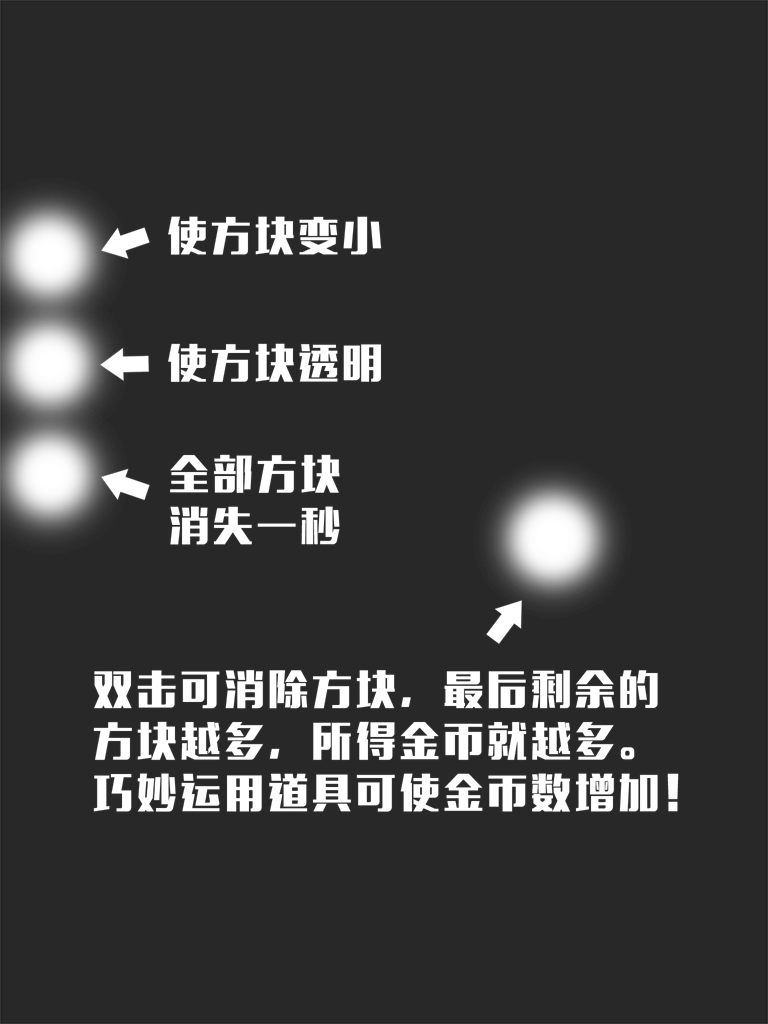 使方块变小
使方块透明
全部方块
消失一秒
双击可消除方块，最后剩余的
方块越多，所得金币就越多。
巧妙运用道具可使金币数增加！